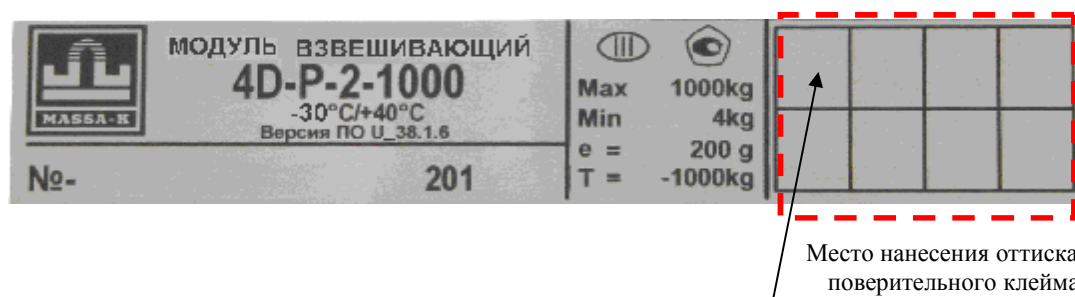 MASSA-K
МОДУЛЬ ВЗВЕШИВАЮЩИЙ
4D-P-2-1000
-30°C/+40°C
Версия ПО U_38.1.6
№- 201
III
Max 1000kg
Min 4kg
e = 200 g
T = -1000kg
Место нанесения оттиска
поверительного клейма